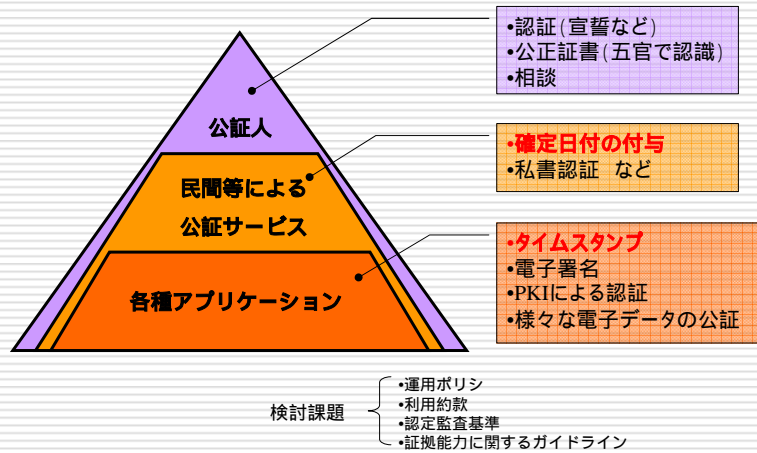 •認証(宣誓など)
•公正証書(五官で認識)
•相談
公証人
•確定日付の付与
•私書認証 など
民間等による
公証サービス
•タイムスタンプ
•電子署名
•PKIによる認証
•様々な電子データの公証
各種アプリケーション
検討課題
•運用ポリシ
•利用約款
•認定監査基準
•証拠能力に関するガイドライン